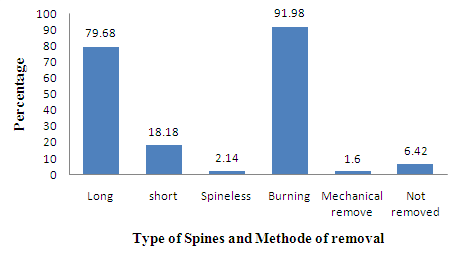 100
90
80
70
60
50
40
30
20
10
0
Percentage
79.68
18.18
2.14
91.98
1.6
6.42
Long
short
Spineless
Burning
Mechanical
remove
Not
removed
Type of Spines and Methode of removal